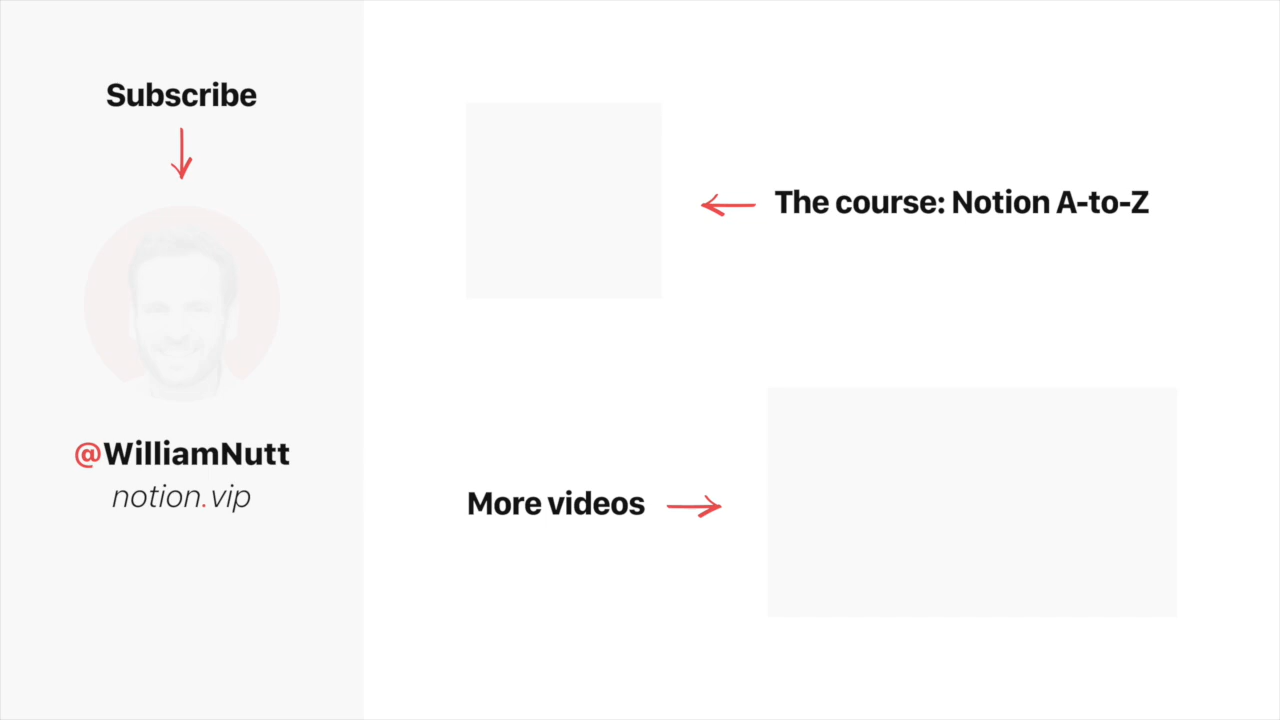 Subscribe
@WilliamNutt
notion.vip
The course: Notion A-to-Z
More videos